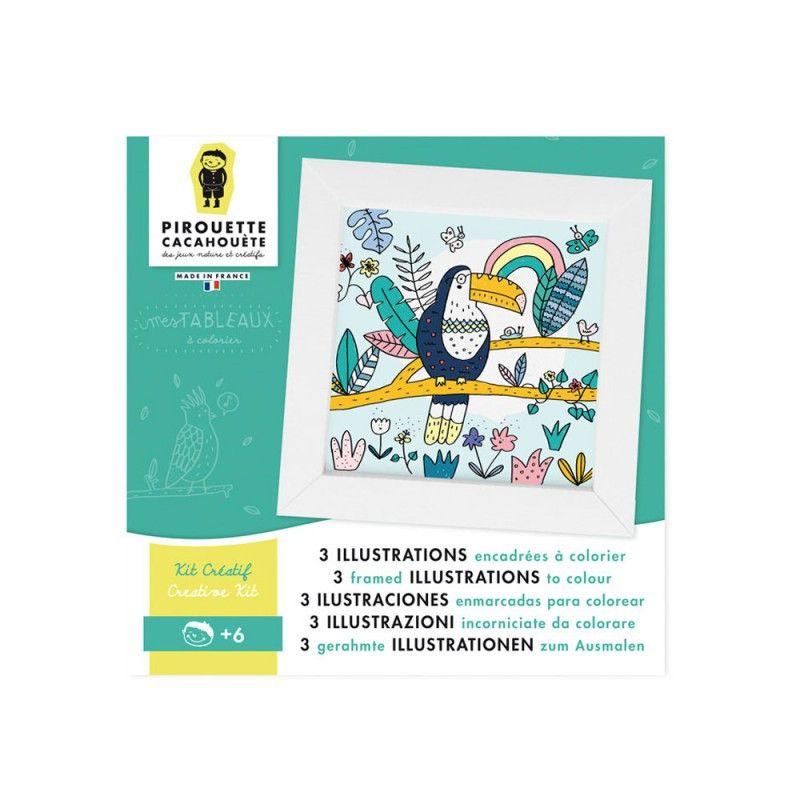 PIROUETTE
CACAHOUÈTE
des jeux nature et créatifs
MADE IN FRANCE
mes TABLEAUX
à colorier
Kit Créatif
Creative Kit
+6
3 ILLUSTRATIONS encadrées à colorier
3 framed ILLUSTRATIONS to colour
3 ILUSTRACIONES enmarcadas para colorear
3 ILLUSTRAZIONI incorniciate da colorare
3 gerahmte ILLUSTRATIONEN zum Ausmalen